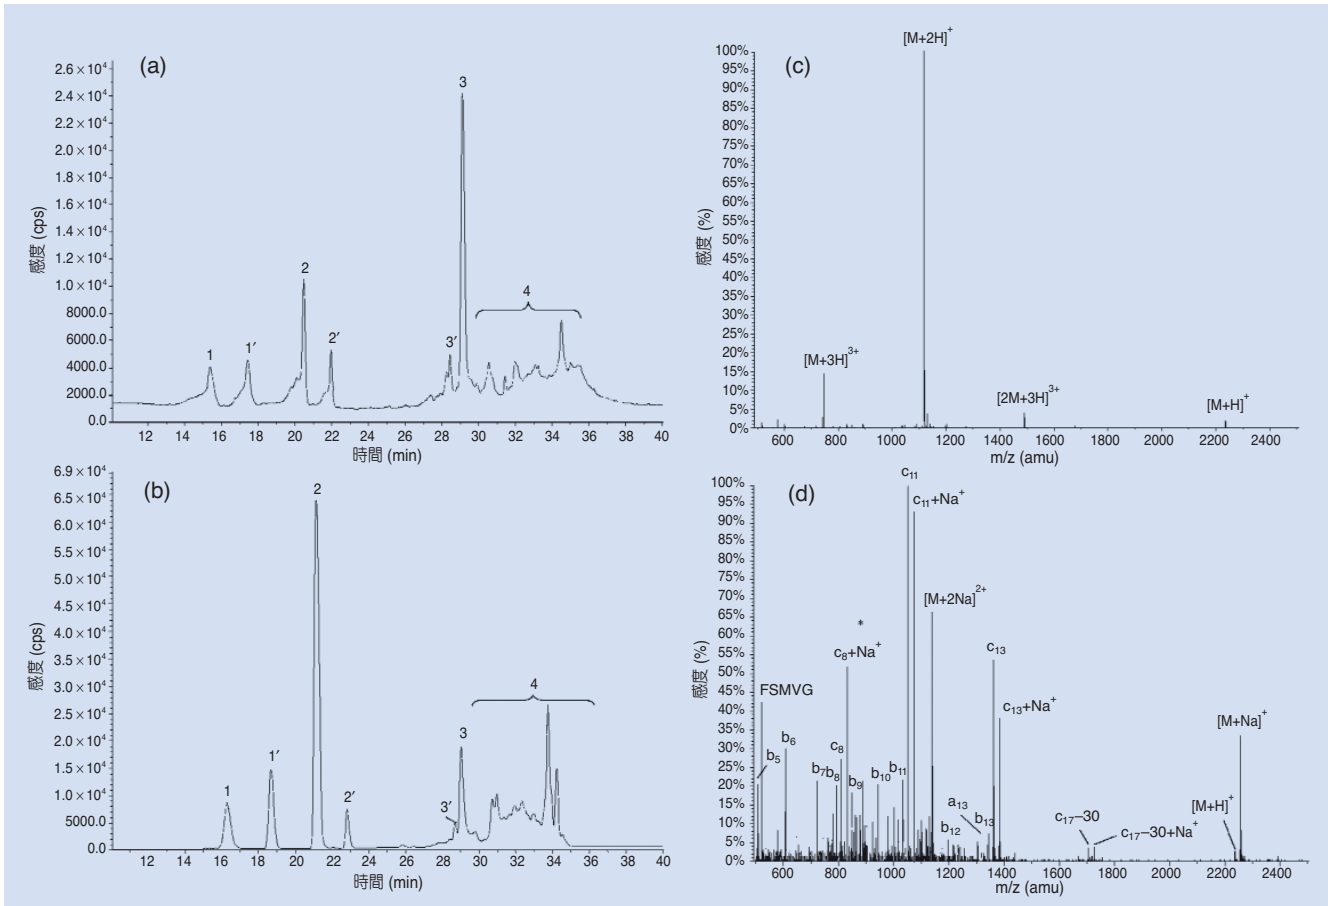 (a)
2.6 × 10⁴
2.4 × 10⁴
2.2 × 10⁴
2.0 × 10⁴
1.8 × 10⁴
1.6 × 10⁴
1.4 × 10⁴
1.2 × 10⁴
1.0 × 10⁴
8000.0
6000.0
4000.0
2000.0
0.0
感度 (cps)
1
1′
2
2′
3′
3
4
12 14 16 18 20 22 24 26 28 30 32 34 36 38 40
時間 (min)
(b)
6.9 × 10⁴
6.5 × 10⁴
6.0 × 10⁴
5.5 × 10⁴
5.0 × 10⁴
4.5 × 10⁴
4.0 × 10⁴
3.5 × 10⁴
3.0 × 10⁴
2.5 × 10⁴
2.0 × 10⁴
1.5 × 10⁴
1.0 × 10⁴
5000.0
0.0
感度 (cps)
1
1′
2
2′
3′
3
4
12 14 16 18 20 22 24 26 28 30 32 34 36 38 40
時間 (min)
(c)
100%
95%
90%
85%
80%
75%
70%
65%
60%
55%
50%
45%
40%
35%
30%
25%
20%
15%
10%
5%
0%
感度 (%)
[M+2H]⁺
[M+3H]³⁺
[2M+3H]³⁺
[M+H]⁺
600 800 1000 1200 1400 1600 1800 2000 2200 2400
m/z (amu)
(d)
100%
95%
90%
85%
80%
75%
70%
65%
60%
55%
50%
45%
40%
35%
30%
25%
20%
15%
10%
5%
0%
感度 (%)
c₁₁
c₁₁+Na⁺
[M+2Na]²⁺
*
c₈+Na⁺
c₁₃
c₁₃+Na⁺
FSMVG
[M+Na]⁺
b₆
b₅
c₈
b₇
b₈
b₉
b₁₀
b₁₁
a₁₃
b₁₃
b₁₂
c₁₇–30
c₁₇–30+Na⁺
[M+H]⁺
600 800 1000 1200 1400 1600 1800 2000 2200 2400
m/z (amu)